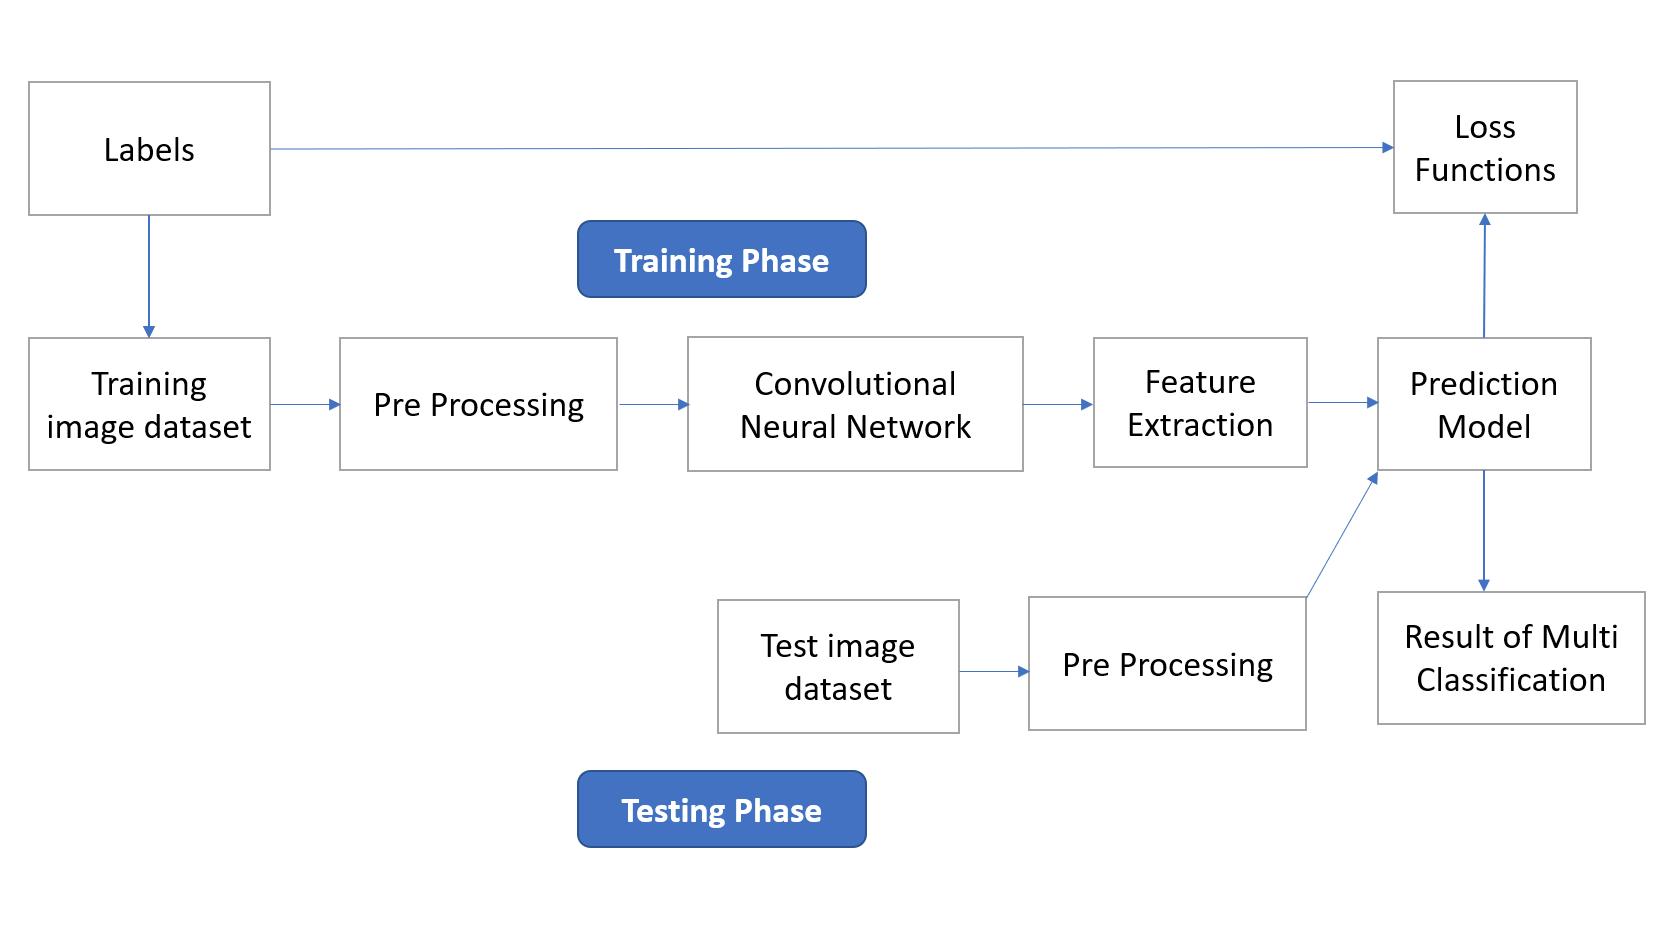 Labels
Loss
Functions
Training Phase
Training
image dataset
Pre Processing
Convolutional
Neural Network
Feature
Extraction
Prediction
Model
Test image
dataset
Pre Processing
Result of Multi
Classification
Testing Phase